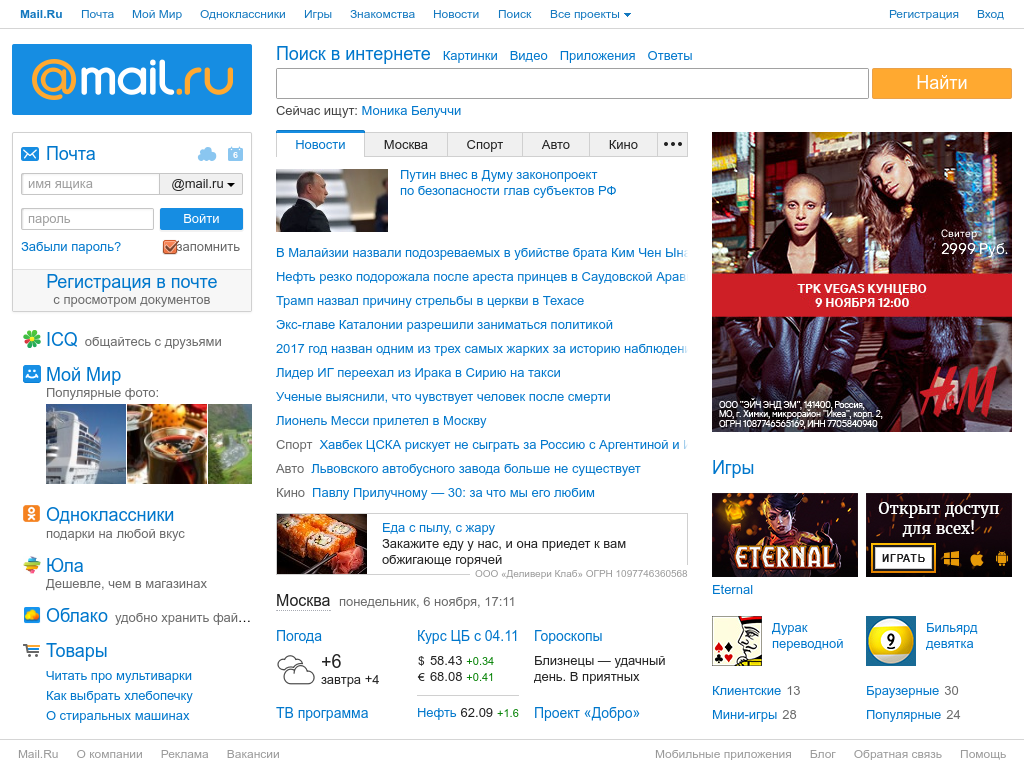 Mail.Ru Почта Мой Мир Одноклассники Игры Знакомства Новости Поиск Все проекты Регистрация Вход
@mail.ru
Поиск в интернете Картинки Видео Приложения Ответы
Найти
Сейчас ищут: Моника Белуччи
Почта 6
имя ящика @mail.ru
пароль Войти
Забыли пароль? запомнить
Регистрация в почте
с просмотром документов
ICQ общайтесь с друзьями
Мой Мир
Популярные фото:
Одноклассники
подарки на любой вкус
Юла
Дешевле, чем в магазинах
Облако удобно хранить фай...
Товары
Читать про мультиварки
Как выбрать хлебопечку
О стиральных машинах
Новости Москва Спорт Авто Кино •••
Путин внес в Думу законопроект
по безопасности глав субъектов РФ
В Малайзии назвали подозреваемых в убийстве брата Ким Чен Ына
Нефть резко подорожала после ареста принцев в Саудовской Арав
Трамп назвал причину стрельбы в церкви в Техасе
Экс-главе Каталонии разрешили заниматься политикой
2017 год назван одним из трех самых жарких за историю наблюден
Лидер ИГ переехал из Ирака в Сирию на такси
Ученые выяснили, что чувствует человек после смерти
Лионель Месси прилетел в Москву
Спорт Хавбек ЦСКА рискует не сыграть за Россию с Аргентиной и
Авто Львовского автобусного завода больше не существует
Кино Павлу Прилучному — 30: за что мы его любим
Еда с пылу, с жару
Закажите еду у нас, и она приедет к вам
обжигающе горячей
ООО «Деливери Клаб» ОГРН 1097746360568
Москва понедельник, 6 ноября, 17:11
Погода
+6
завтра +4
ТВ программа
Курс ЦБ с 04.11
$ 58.43 +0.34
€ 68.08 +0.41
Нефть 62.09 +1.6
Гороскопы
Близнецы — удачный
день. В приятных
Проект «Добро»
Свитер
2999 Руб.
ТРК VEGAS КУНЦЕВО
9 НОЯБРЯ 12:00
H&M
ООО "ЭЙЧ ЭНД ЭМ", 141400, Россия,
МО, г. Химки, микрорайон "Икеа", корп. 2,
ОГРН 1087746565169, ИНН 7705840940
Игры
ETERNAL
Открыт доступ
для всех!
ИГРАТЬ
Eternal
Дурак
переводной
9
Бильярд
девятка
Клиентские 13 Браузерные 30
Мини-игры 28 Популярные 24
Mail.Ru О компании Реклама Вакансии Мобильные приложения Блог Обратная связь Помощь